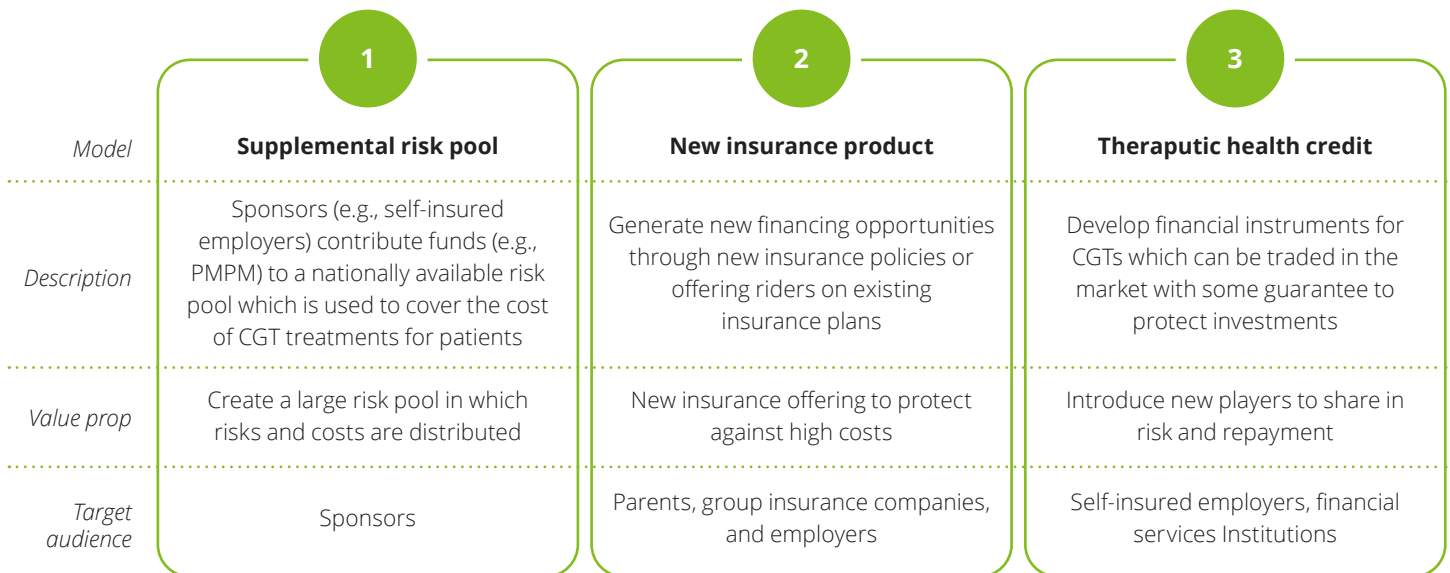 1
2
3
Model
Supplemental risk pool
New insurance product
Theraputic health credit
Description
Sponsors (e.g., self-insured
employers) contribute funds (e.g.,
PMPM) to a nationally available risk
pool which is used to cover the cost
of CGT treatments for patients
Generate new financing opportunities
through new insurance policies or
offering riders on existing
insurance plans
Develop financial instruments for
CGTs which can be traded in the
market with some guarantee to
protect investments
Value prop
Create a large risk pool in which
risks and costs are distributed
New insurance offering to protect
against high costs
Introduce new players to share in
risk and repayment
Target
audience
Sponsors
Parents, group insurance companies,
and employers
Self-insured employers, financial
services Institutions